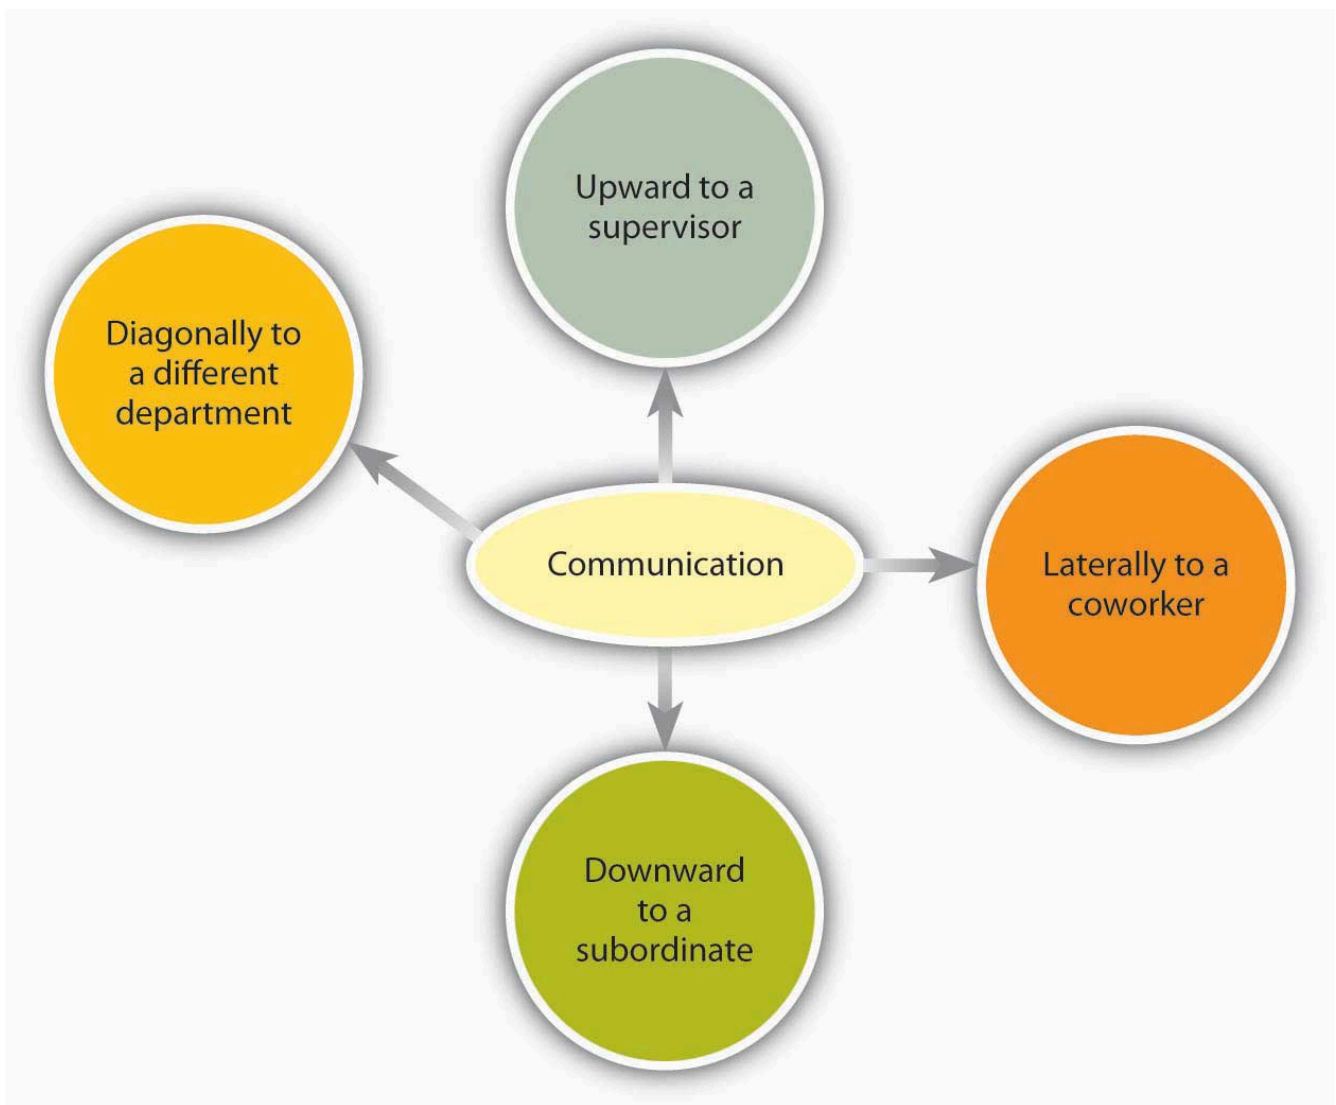 Upward to a
supervisor
Diagonally to
a different
department
Communication
Laterally to a
coworker
Downward
to a
subordinate